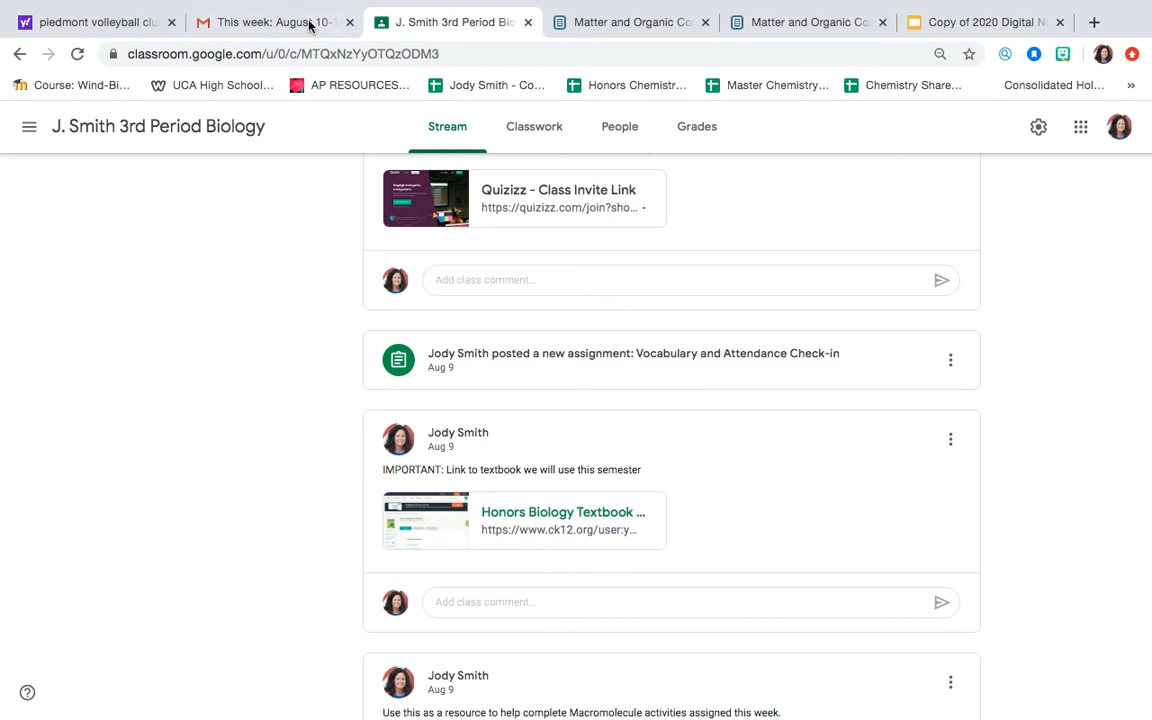 piedmont volleyball clu
This week: August 10-
J. Smith 3rd Period Bio
Matter and Organic Co
Matter and Organic Co
Copy of 2020 Digital N
classroom.google.com/u/0/c/MTQxNzYyOTQzODM3
Course: Wind-Bi...
UCA High School...
AP RESOURCES...
Jody Smith - Co...
Honors Chemistr...
Master Chemistry...
Chemistry Share...
Consolidated Hol...
J. Smith 3rd Period Biology
Stream
Classwork
People
Grades
Quizizz - Class Invite Link
https://quizizz.com/join?sho... -
Add class comment...
Jody Smith posted a new assignment: Vocabulary and Attendance Check-in
Aug 9
Jody Smith
Aug 9
IMPORTANT: Link to textbook we will use this semester
Honors Biology Textbook ...
https://www.ck12.org/user:y...
Add class comment...
Jody Smith
Aug 9
Use this as a resource to help complete Macromolecule activities assigned this week.